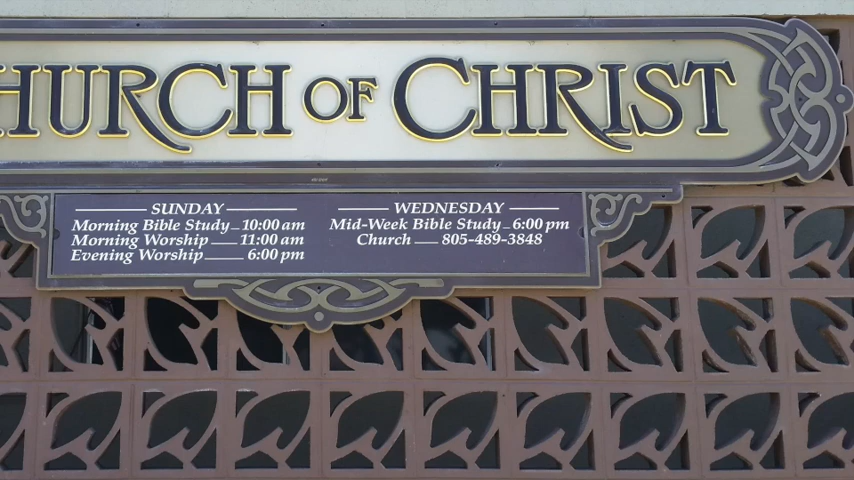 HURCH OF CHRIST
SUNDAY
Morning Bible Study 10:00 am
Morning Worship 11:00 am
Evening Worship 6:00 pm
WEDNESDAY
Mid-Week Bible Study 6:00 pm
Church 805-489-3848